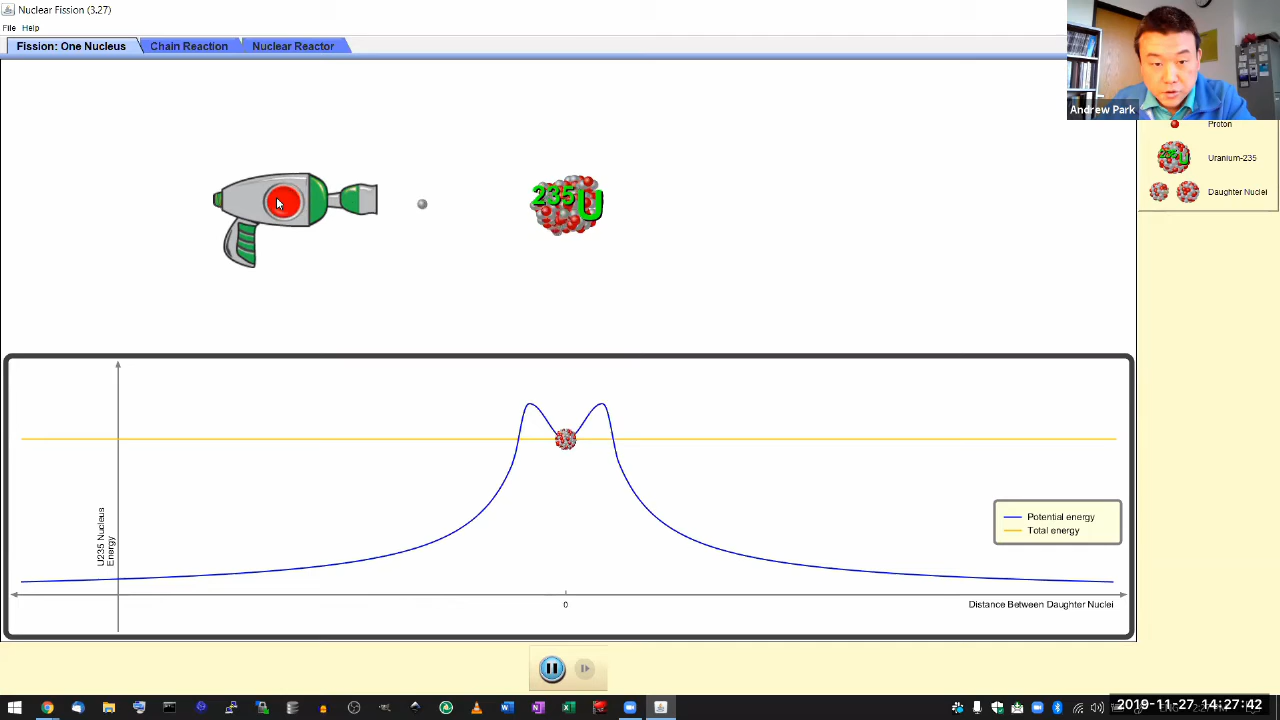 Nuclear Fission (3.27)
File Help
Fission: One Nucleus
Chain Reaction
Nuclear Reactor
Andrew Park
Proton
235U
Uranium-235
Daughter Nuclei
235U
U235 Nucleus
Energy
Potential energy
Total energy
0
Distance Between Daughter Nuclei
2019-11-27 14:27:42